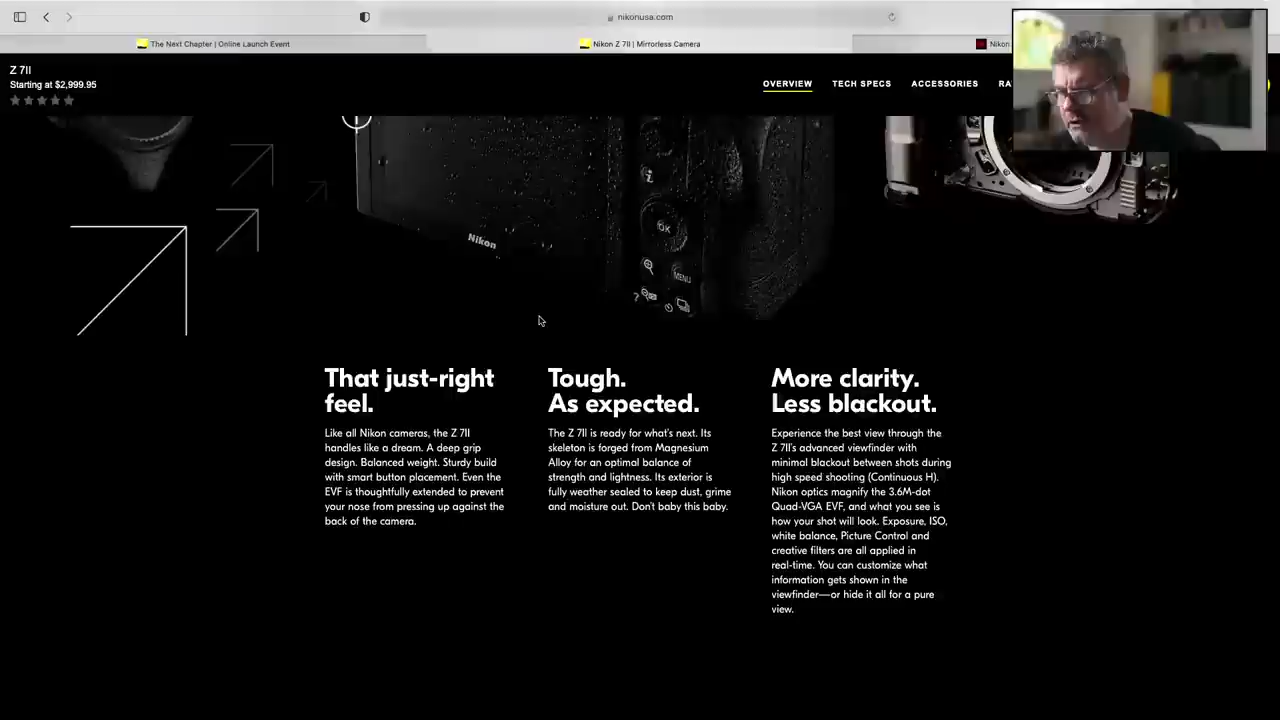 nikonusa.com
The Next Chapter | Online Launch Event
Nikon Z 7II | Mirrorless Camera
Nikon
Z 7II
Starting at $2,999.95
OVERVIEW
TECH SPECS
ACCESSORIES
i
OK
Nikon
MENU
?
That just-right
feel.
Like all Nikon cameras, the Z 7II
handles like a dream. A deep grip
design. Balanced weight. Sturdy build
with smart button placement. Even the
EVF is thoughtfully extended to prevent
your nose from pressing up against the
back of the camera.
Tough.
As expected.
The Z 7II is ready for what's next. Its
skeleton is forged from Magnesium
Alloy for an optimal balance of
strength and lightness. Its exterior is
fully weather sealed to keep dust, grime
and moisture out. Don't baby this baby.
More clarity.
Less blackout.
Experience the best view through the
Z 7II's advanced viewfinder with
minimal blackout between shots during
high speed shooting (Continuous H).
Nikon optics magnify the 3.6M-dot
Quad-VGA EVF, and what you see is
how your shot will look. Exposure, ISO,
white balance, Picture Control and
creative filters are all applied in
real-time. You can customize what
information gets shown in the
viewfinder—or hide it all for a pure
view.